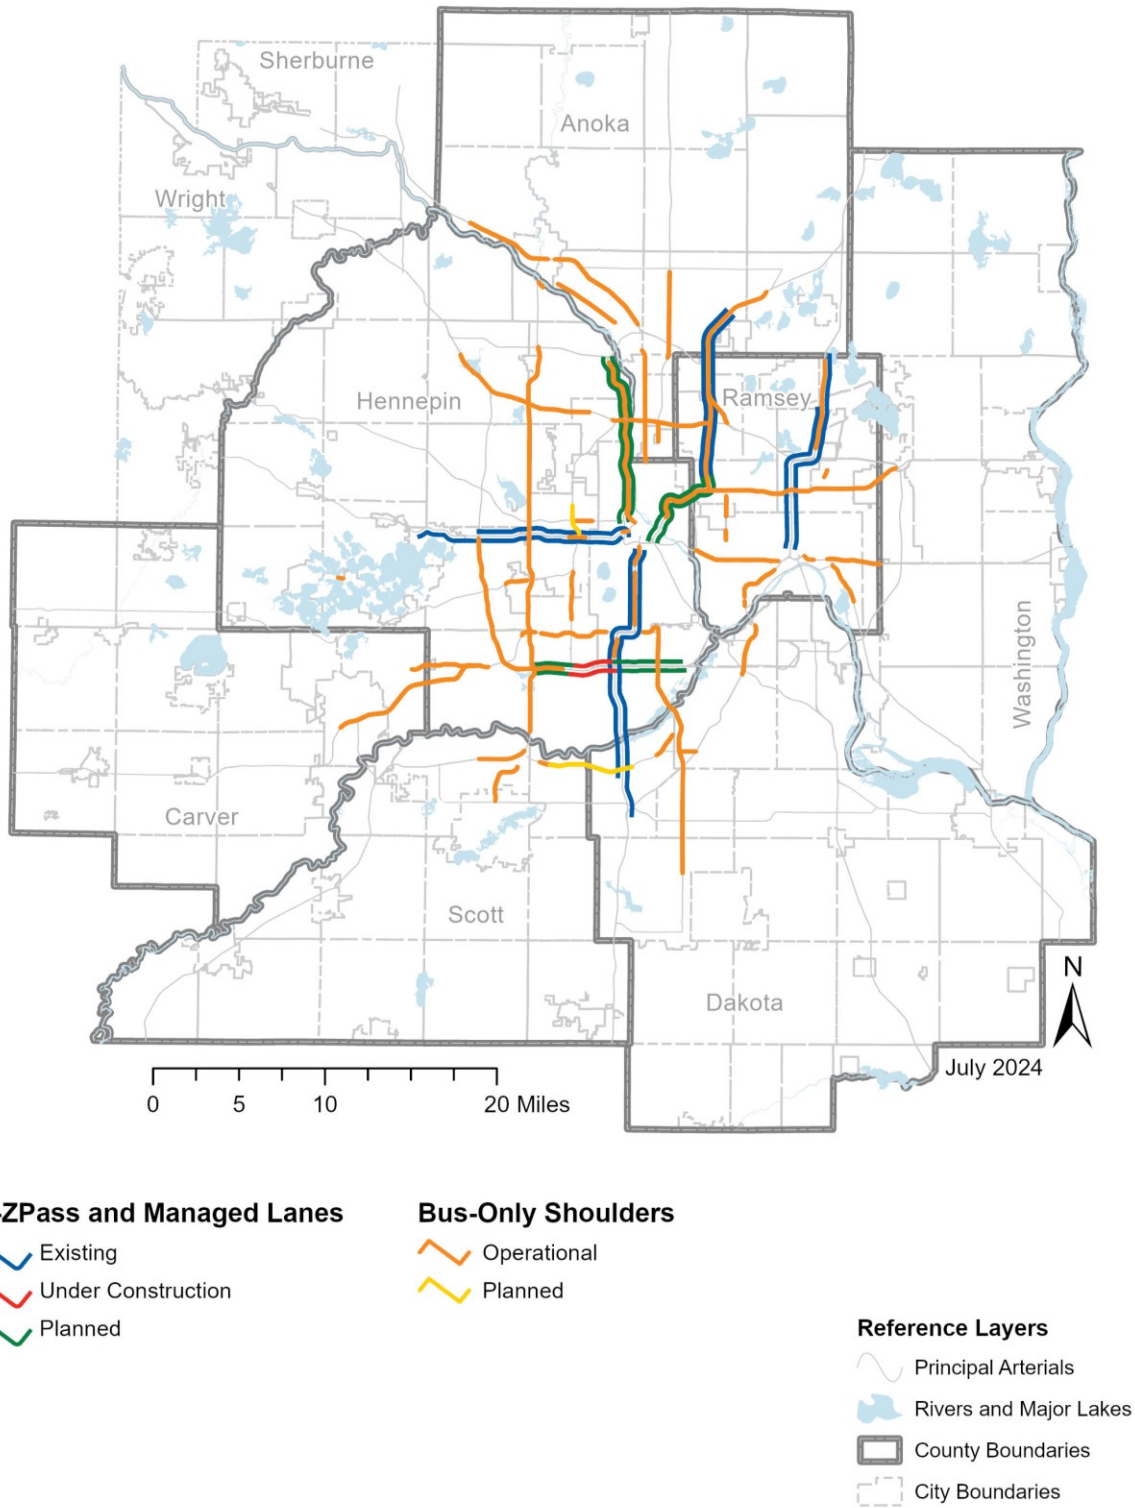 Sherburne
Anoka
Wright
Hennepin
Ramsey
Washington
Carver
Scott
Dakota
N
July 2024
0 5 10 20 Miles
-ZPass and Managed Lanes
Existing
Under Construction
Planned
Bus-Only Shoulders
Operational
Planned
Reference Layers
Principal Arterials
Rivers and Major Lakes
County Boundaries
City Boundaries